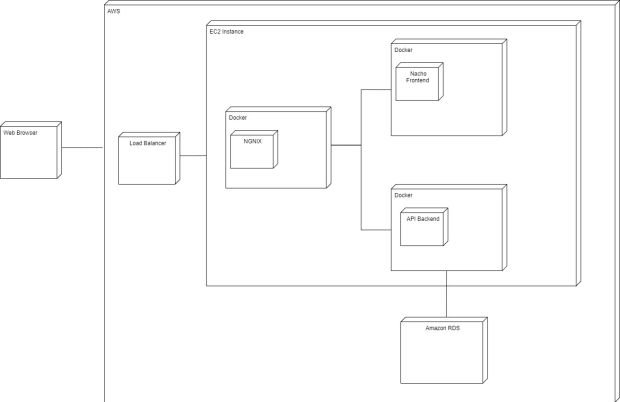 AWS
EC2 Instance
Docker
Nacho
Frontend
Docker
NGNIX
Web Browser
Load Balancer
Docker
API Backend
Amazon RDS